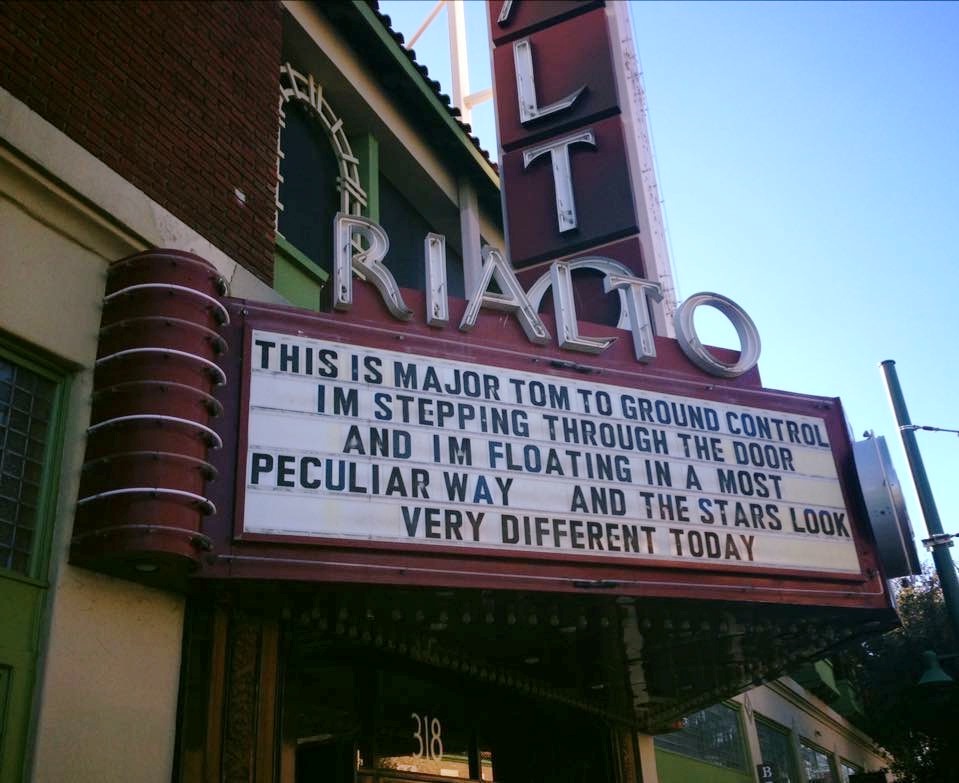 LT
RIALTO
THIS IS MAJOR TOM TO GROUND CONTROL
IM STEPPING THROUGH THE DOOR
AND IM FLOATING IN A MOST
PECULIAR WAY AND THE STARS LOOK
VERY DIFFERENT TODAY
318
B